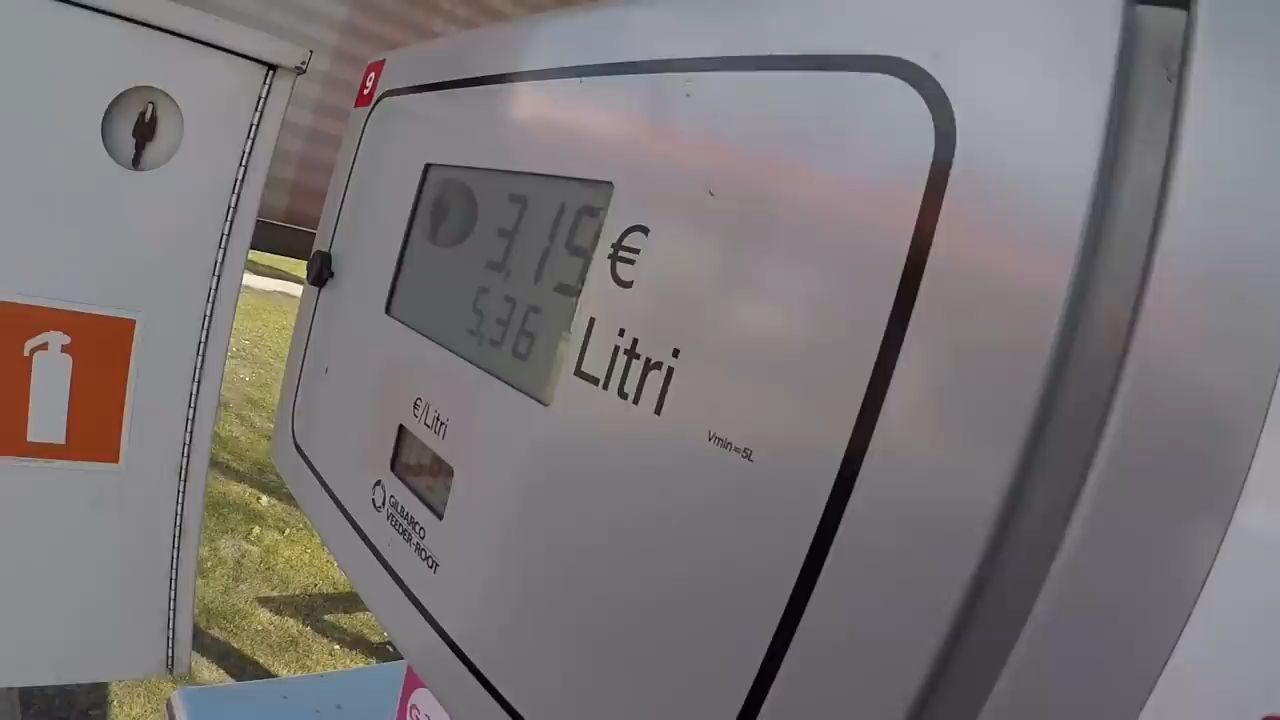 9
3,15 €
5,36 Litri
Vmin=5L
€/Litri
GILBARCO
VEEDER-ROOT